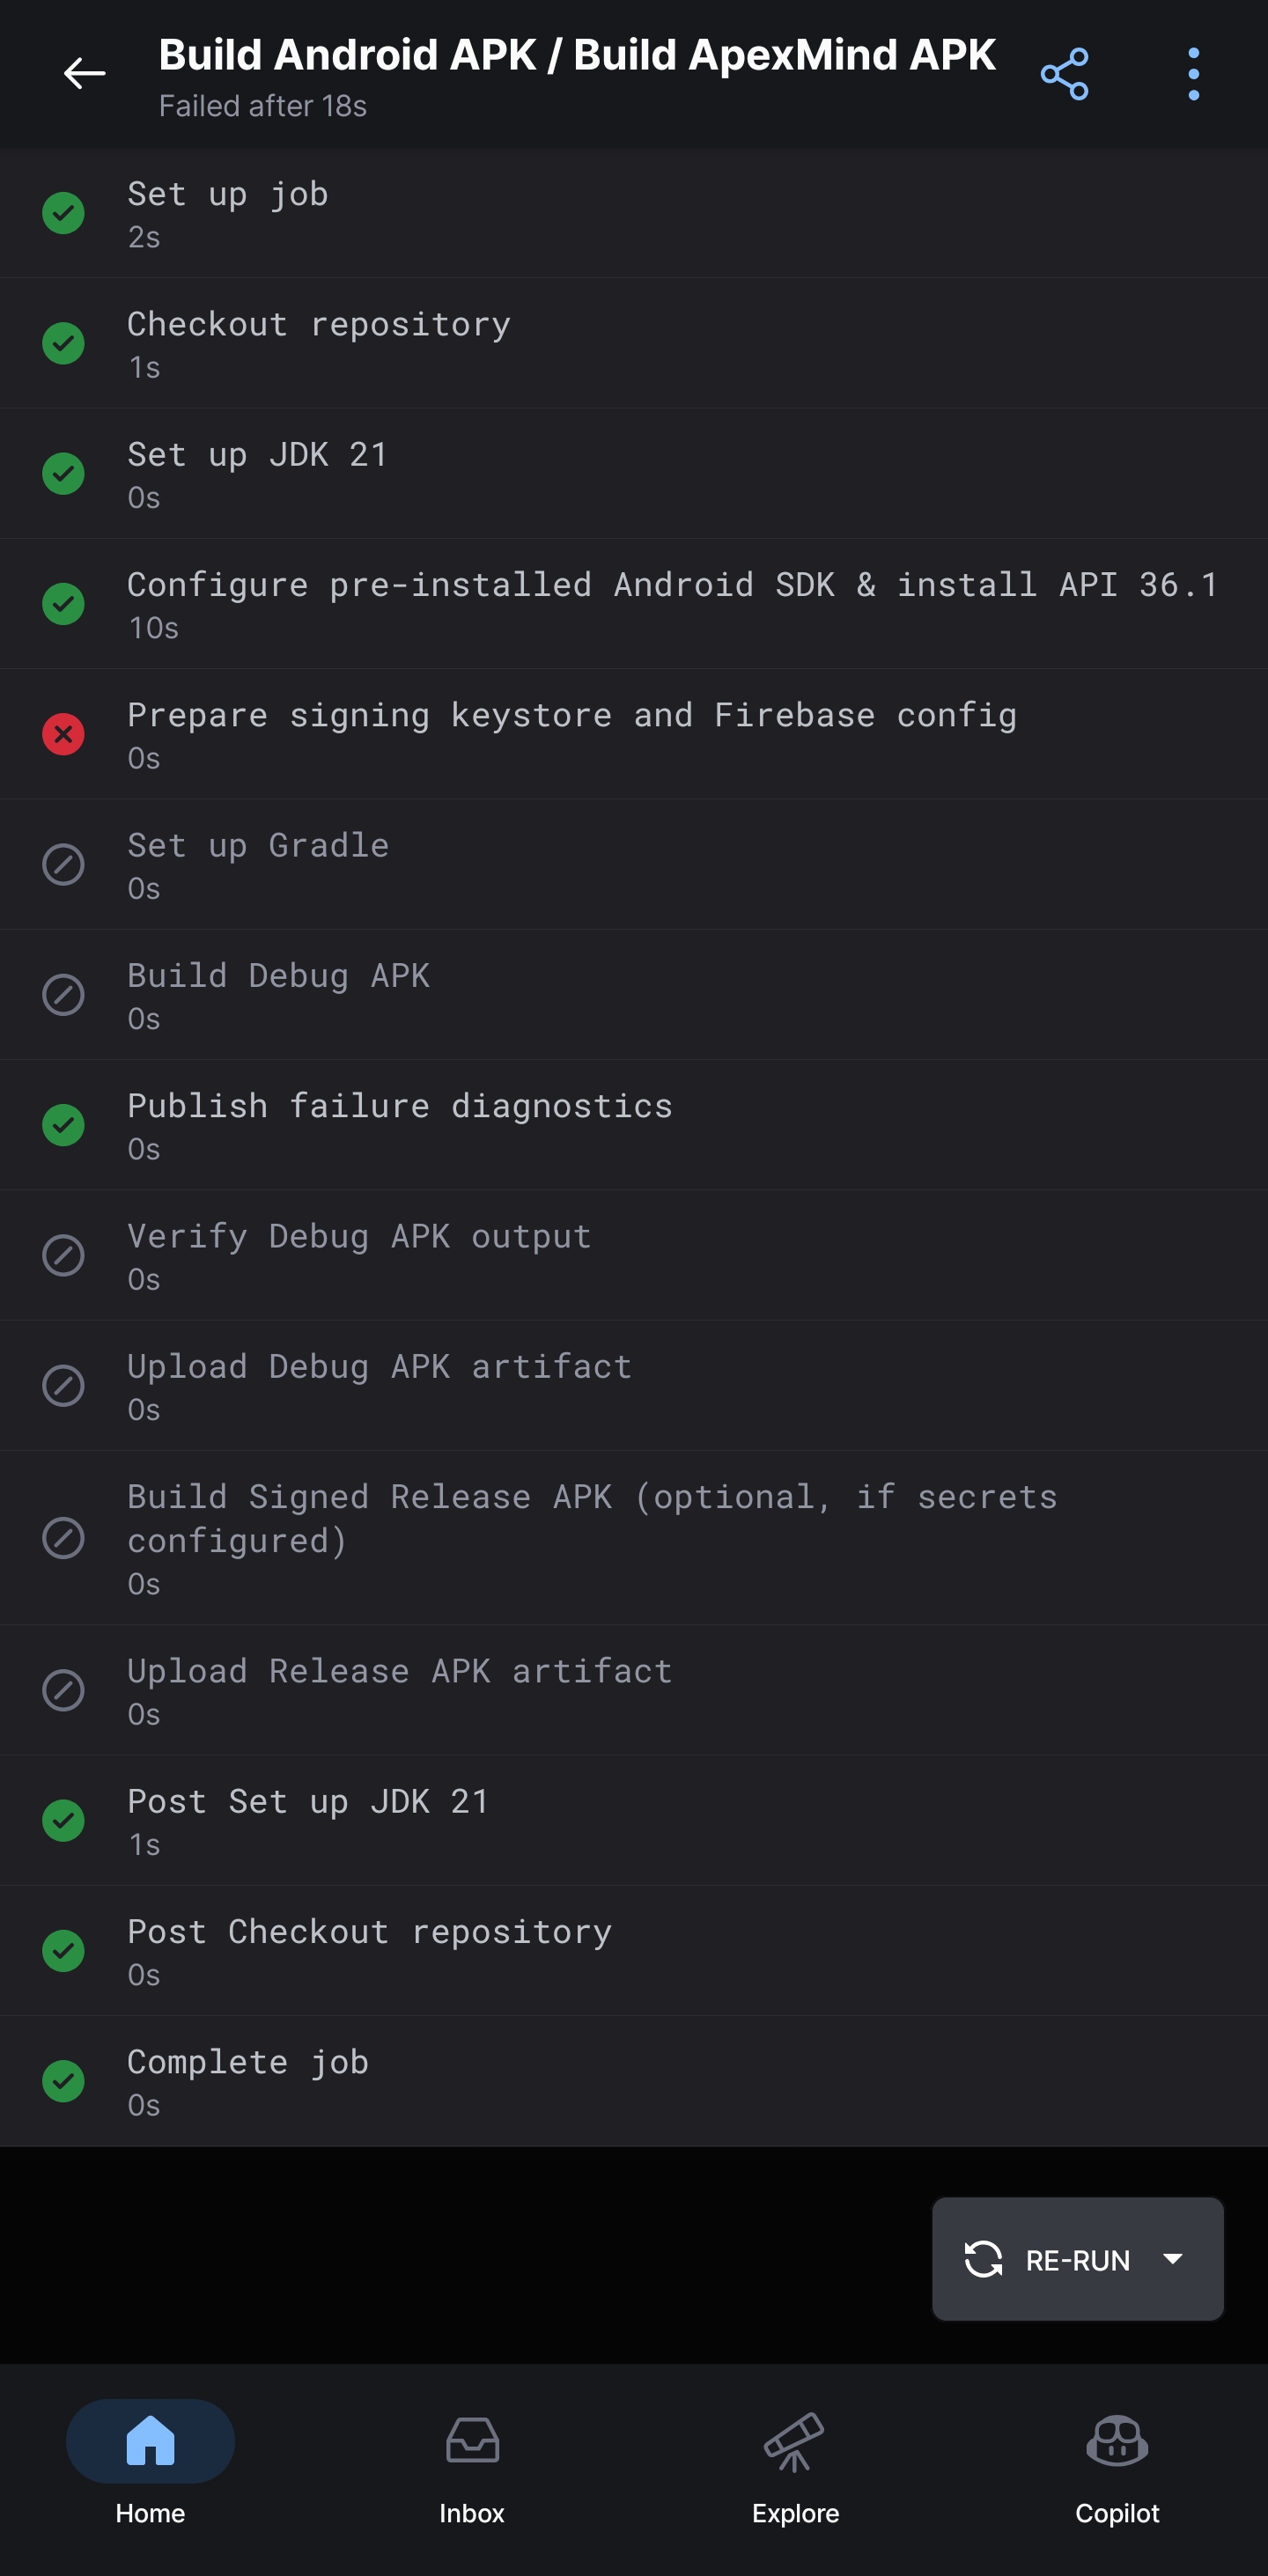 Build Android APK / Build ApexMind APK
Failed after 18s
Set up job
2s
Checkout repository
1s
Set up JDK 21
0s
Configure pre-installed Android SDK & install API 36.1
10s
Prepare signing keystore and Firebase config
0s
Set up Gradle
0s
Build Debug APK
0s
Publish failure diagnostics
0s
Verify Debug APK output
0s
Upload Debug APK artifact
0s
Build Signed Release APK (optional, if secrets
configured)
0s
Upload Release APK artifact
0s
Post Set up JDK 21
1s
Post Checkout repository
0s
Complete job
0s
RE-RUN
Home
Inbox
Explore
Copilot